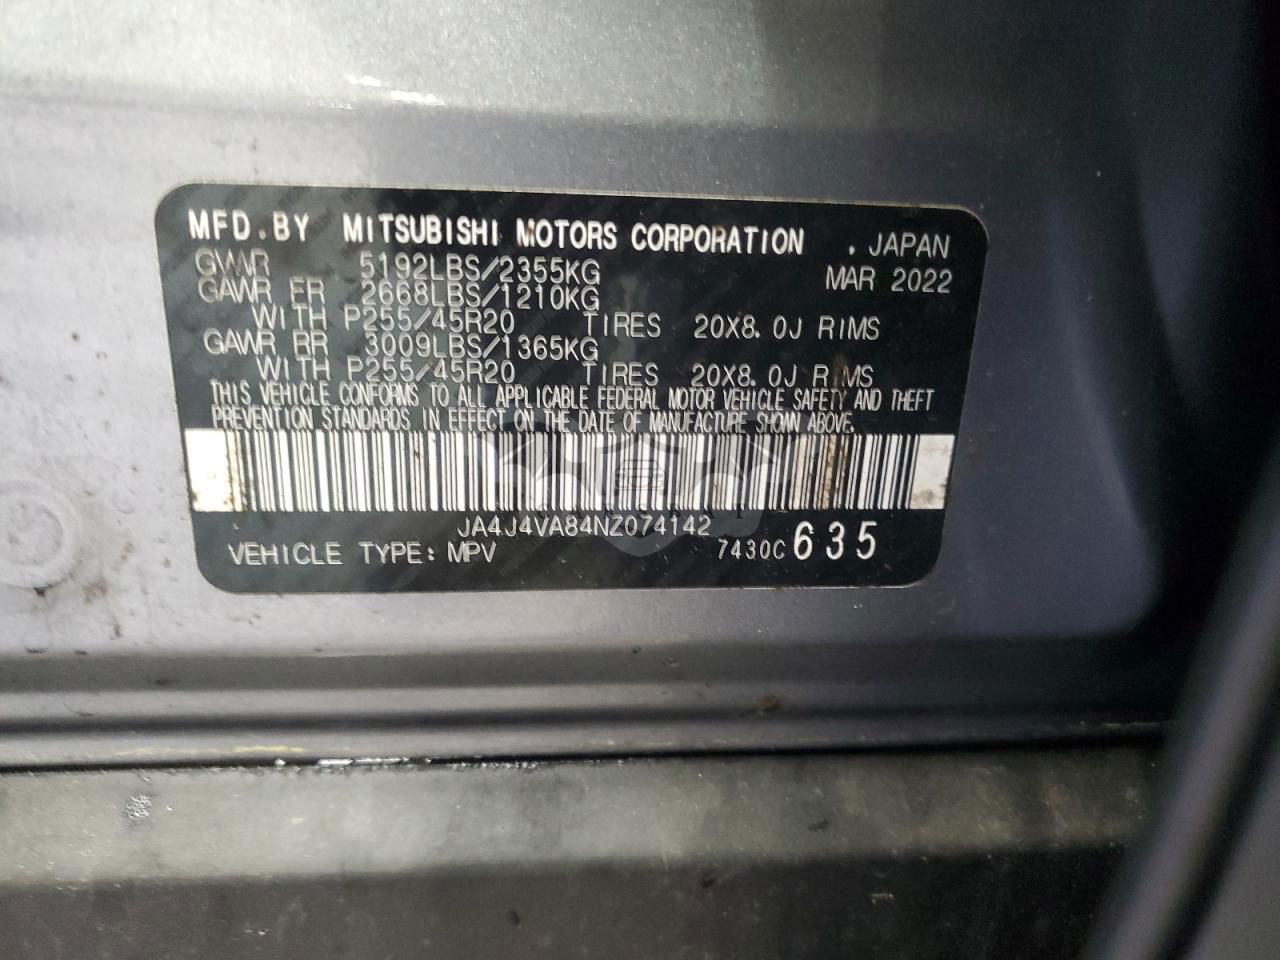 MFD.BY MITSUBISHI MOTORS CORPORATION . JAPAN
GVWR 5192LBS/2355KG MAR 2022
GAWR FR 2668LBS/1210KG
WITH P255/45R20 TIRES 20X8.0J RIMS
GAWR RR 3009LBS/1365KG
WITH P255/45R20 TIRES 20X8.0J RIMS
THIS VEHICLE CONFORMS TO ALL APPLICABLE FEDERAL MOTOR VEHICLE SAFETY AND THEFT
PREVENTION STANDARDS IN EFFECT ON THE DATE OF MANUFACTURE SHOWN ABOVE.
JA4J4VA84NZ074142
VEHICLE TYPE: MPV 7430C 635